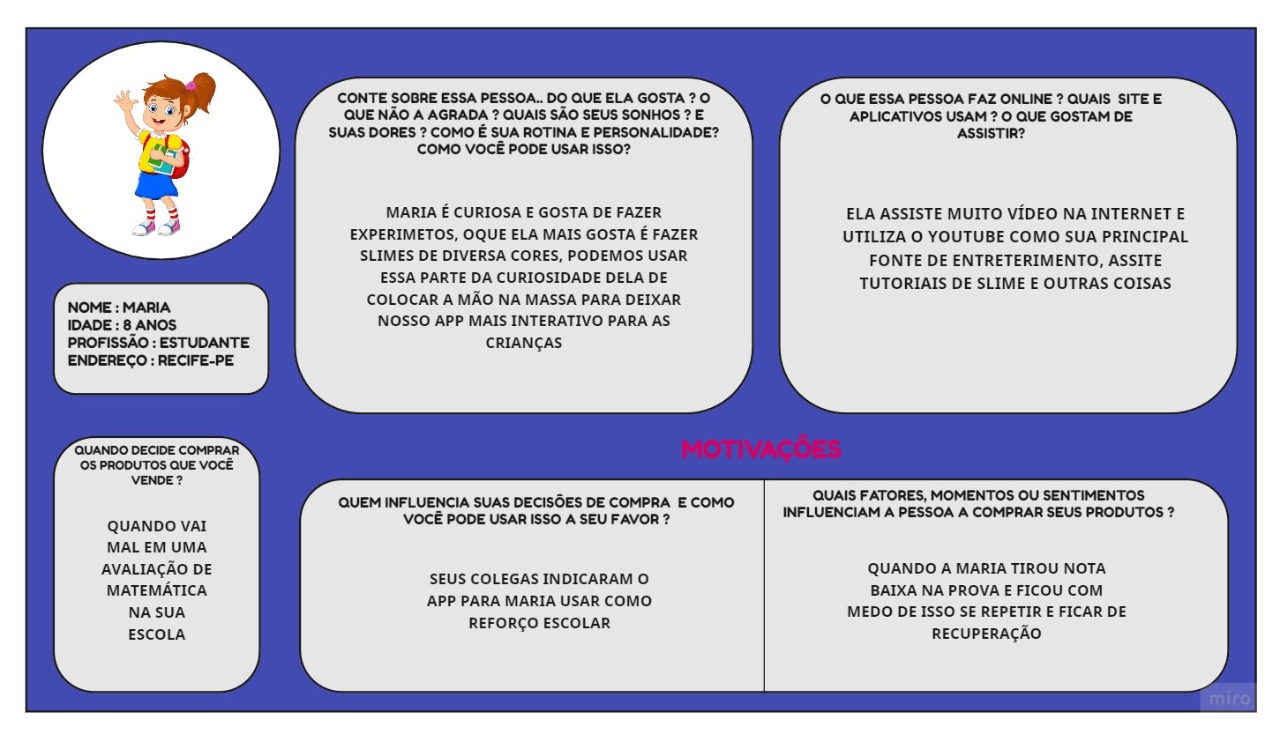 CONTE SOBRE ESSA PESSOA.. DO QUE ELA GOSTA ? O
QUE NÃO A AGRADA ? QUAIS SÃO SEUS SONHOS ? E
SUAS DORES ? COMO É SUA ROTINA E PERSONALIDADE?
COMO VOCÊ PODE USAR ISSO?
MARIA É CURIOSA E GOSTA DE FAZER
EXPERIMETOS, OQUE ELA MAIS GOSTA É FAZER
SLIMES DE DIVERSA CORES, PODEMOS USAR
ESSA PARTE DA CURIOSIDADE DELA DE
COLOCAR A MÃO NA MASSA PARA DEIXAR
NOSSO APP MAIS INTERATIVO PARA AS
CRIANÇAS
O QUE ESSA PESSOA FAZ ONLINE ? QUAIS SITE E
APLICATIVOS USAM ? O QUE GOSTAM DE
ASSISTIR?
ELA ASSISTE MUITO VÍDEO NA INTERNET E
UTILIZA O YOUTUBE COMO SUA PRINCIPAL
FONTE DE ENTRETERIMENTO, ASSITE
TUTORIAIS DE SLIME E OUTRAS COISAS
NOME : MARIA
IDADE : 8 ANOS
PROFISSÃO : ESTUDANTE
ENDEREÇO : RECIFE-PE
QUANDO DECIDE COMPRAR
OS PRODUTOS QUE VOCÊ
VENDE ?
QUANDO VAI
MAL EM UMA
AVALIAÇÃO DE
MATEMÁTICA
NA SUA
ESCOLA
MOTIVAÇÕES
QUEM INFLUENCIA SUAS DECISÕES DE COMPRA E COMO
VOCÊ PODE USAR ISSO A SEU FAVOR ?
SEUS COLEGAS INDICARAM O
APP PARA MARIA USAR COMO
REFORÇO ESCOLAR
QUAIS FATORES, MOMENTOS OU SENTIMENTOS
INFLUENCIAM A PESSOA A COMPRAR SEUS PRODUTOS ?
QUANDO A MARIA TIROU NOTA
BAIXA NA PROVA E FICOU COM
MEDO DE ISSO SE REPETIR E FICAR DE
RECUPERAÇÃO
miro